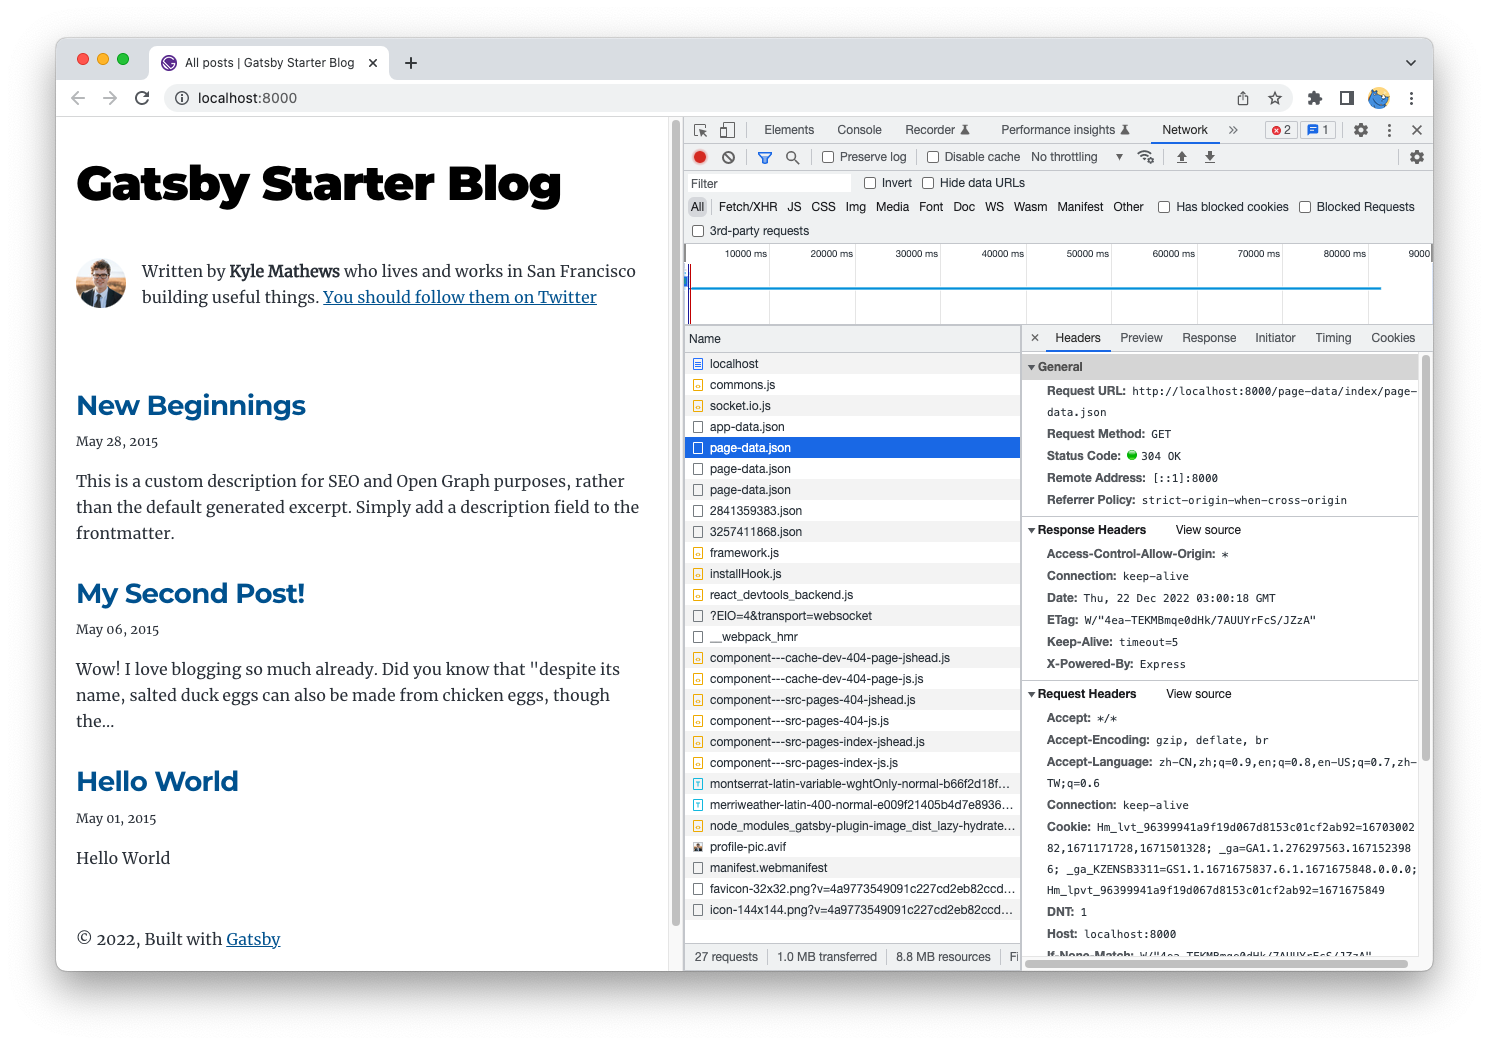 All posts | Gatsby Starter Blog
localhost:8000
Gatsby Starter Blog
Written by Kyle Mathews who lives and works in San Francisco
building useful things. You should follow them on Twitter
New Beginnings
May 28, 2015
This is a custom description for SEO and Open Graph purposes, rather
than the default generated excerpt. Simply add a description field to the
frontmatter.
My Second Post!
May 06, 2015
Wow! I love blogging so much already. Did you know that "despite its
name, salted duck eggs can also be made from chicken eggs, though
the...
Hello World
May 01, 2015
Hello World
© 2022, Built with Gatsby
Elements Console Recorder Performance insights Network 2 1
Preserve log Disable cache No throttling
Filter Invert Hide data URLs
All Fetch/XHR JS CSS Img Media Font Doc WS Wasm Manifest Other Has blocked cookies Blocked Requests
3rd-party requests
10000 ms 20000 ms 30000 ms 40000 ms 50000 ms 60000 ms 70000 ms 80000 ms 9000
Name
localhost
commons.js
socket.io.js
app-data.json
page-data.json
page-data.json
page-data.json
2841359383.json
3257411868.json
framework.js
installHook.js
react_devtools_backend.js
?EIO=4&transport=websocket
__webpack_hmr
component---cache-dev-404-page-jshead.js
component---cache-dev-404-page-js.js
component---src-pages-404-jshead.js
component---src-pages-404-js.js
component---src-pages-index-jshead.js
component---src-pages-index-js.js
montserrat-latin-variable-wghtOnly-normal-b66f2d18f...
merriweather-latin-400-normal-e009f21405b4d7e8936...
node_modules_gatsby-plugin-image_dist_lazy-hydrate...
profile-pic.avif
manifest.webmanifest
favicon-32x32.png?v=4a9773549091c227cd2eb82ccd...
icon-144x144.png?v=4a9773549091c227cd2eb82ccd...
27 requests 1.0 MB transferred 8.8 MB resources Fi
Headers Preview Response Initiator Timing Cookies
General
Request URL: http://localhost:8000/page-data/index/page-
data.json
Request Method: GET
Status Code: 304 OK
Remote Address: [::1]:8000
Referrer Policy: strict-origin-when-cross-origin
Response Headers View source
Access-Control-Allow-Origin: *
Connection: keep-alive
Date: Thu, 22 Dec 2022 03:00:18 GMT
ETag: W/"4ea-TEKMBmqe0dHk/7AUUYrFcS/JZzA"
Keep-Alive: timeout=5
X-Powered-By: Express
Request Headers View source
Accept: */*
Accept-Encoding: gzip, deflate, br
Accept-Language: zh-CN,zh;q=0.9,en;q=0.8,en-US;q=0.7,zh-
TW;q=0.6
Connection: keep-alive
Cookie: Hm_lvt_96399941a9f19d067d8153c01cf2ab92=16703002
82,1671171728,1671501328; _ga=GA1.1.276297563.167152398
6; _ga_KZENSB3311=GS1.1.1671675837.6.1.1671675848.0.0.0;
Hm_lpvt_96399941a9f19d067d8153c01cf2ab92=1671675849
DNT: 1
Host: localhost:8000
If-None-Match: W/"4ea-TEKMBmqe0dHk/7AUUYrFcS/JZzA"